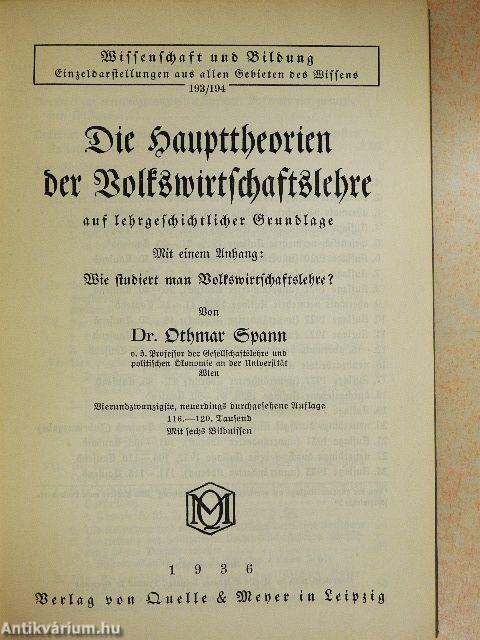 Wissenschaft und Bildung
Einzeldarstellungen aus allen Gebieten des Wissens
193/194
Die Haupttheorien
der Volkswirtschaftslehre
auf lehrgeschichtlicher Grundlage
Mit einem Anhang:
Wie studiert man Volkswirtschaftslehre?
Von
Dr. Othmar Spann
o. ö. Professor der Gesellschaftslehre und
politischen Ökonomie an der Universität
Wien
Vierundzwanzigste, neuerdings durchgesehene Auflage
116.—120. Tausend
Mit sechs Bildnissen
QM
1936
Verlag von Quelle & Meyer in Leipzig
Antikvárium.hu